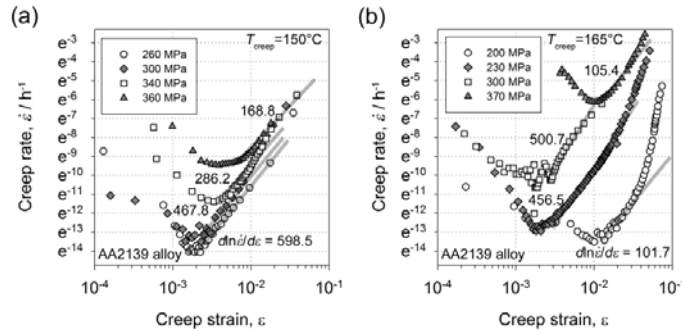 (a)
T creep =150°C
260 MPa
300 MPa
340 MPa
360 MPa
e⁻³
e⁻⁴
e⁻⁵
e⁻⁶
e⁻⁷
e⁻⁸
e⁻⁹
e⁻¹⁰
e⁻¹¹
e⁻¹²
e⁻¹³
e⁻¹⁴
Creep rate, ε̇ / h⁻¹
168.8
286.2
467.8
dlnε̇/dε = 598.5
AA2139 alloy
10⁻⁴ 10⁻³ 10⁻² 10⁻¹
Creep strain, ε
(b)
T creep =165°C
200 MPa
230 MPa
300 MPa
370 MPa
e⁻³
e⁻⁴
e⁻⁵
e⁻⁶
e⁻⁷
e⁻⁸
e⁻⁹
e⁻¹⁰
e⁻¹¹
e⁻¹²
e⁻¹³
e⁻¹⁴
Creep rate, ε̇ / h⁻¹
105.4
500.7
456.5
dlnε̇/dε = 101.7
AA2139 alloy
10⁻⁴ 10⁻³ 10⁻² 10⁻¹
Creep strain, ε